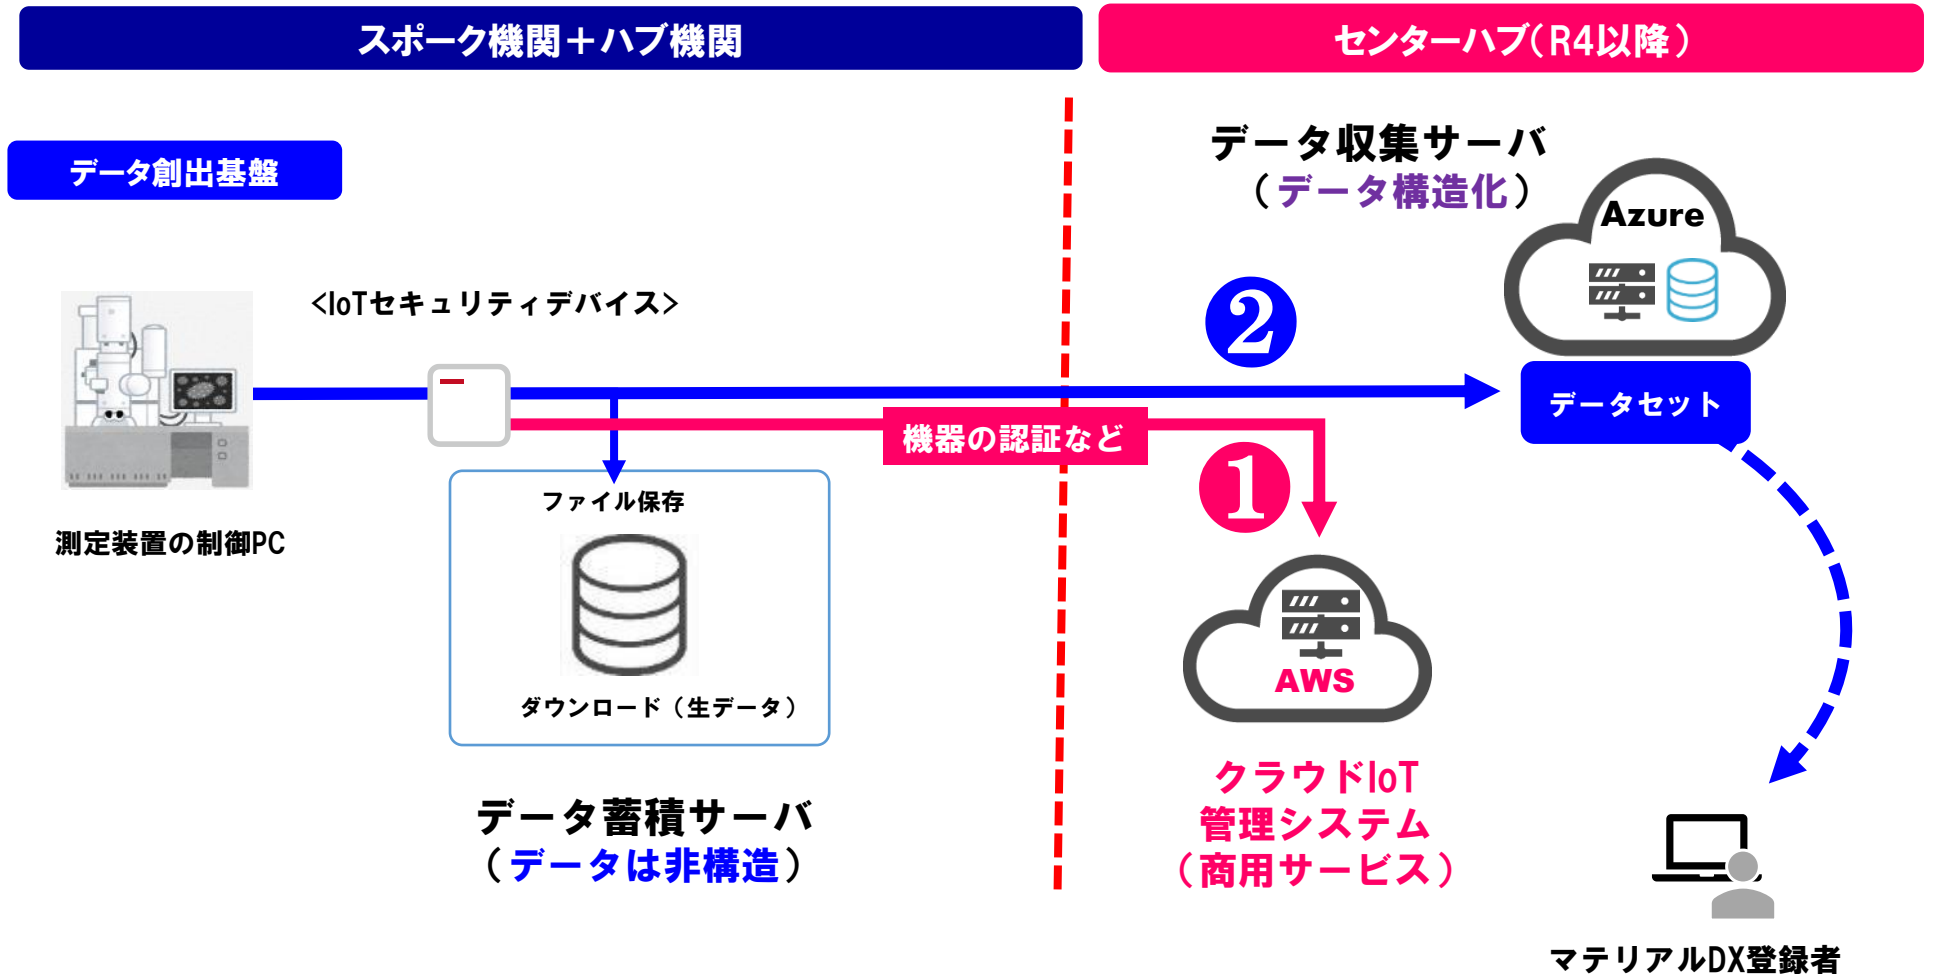 スポーク機関＋ハブ機関
センターハブ（R4以降）
データ創出基盤
データ収集サーバ
（データ構造化）
Azure
<IoTセキュリティデバイス>
❷
データセット
機器の認証など
❶
ファイル保存
測定装置の制御PC
ダウンロード（生データ）
AWS
データ蓄積サーバ
（データは非構造）
クラウドIoT
管理システム
（商用サービス）
マテリアルDX登録者